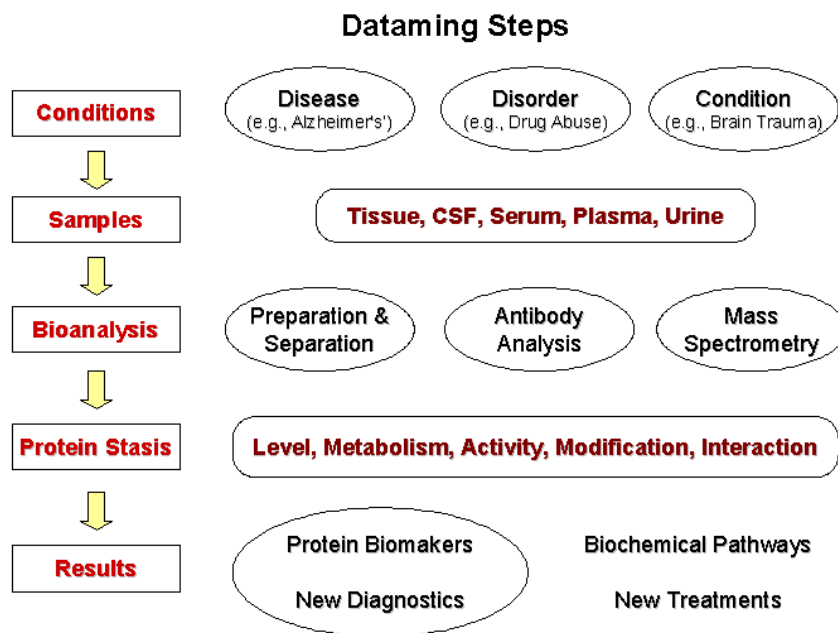 Dataming Steps
Conditions
Disease
(e.g., Alzheimer's')
Disorder
(e.g., Drug Abuse)
Condition
(e.g., Brain Trauma)
Samples
Tissue, CSF, Serum, Plasma, Urine
Bioanalysis
Preparation &
Separation
Antibody
Analysis
Mass
Spectrometry
Protein Stasis
Level, Metabolism, Activity, Modification, Interaction
Results
Protein Biomakers
New Diagnostics
Biochemical Pathways
New Treatments